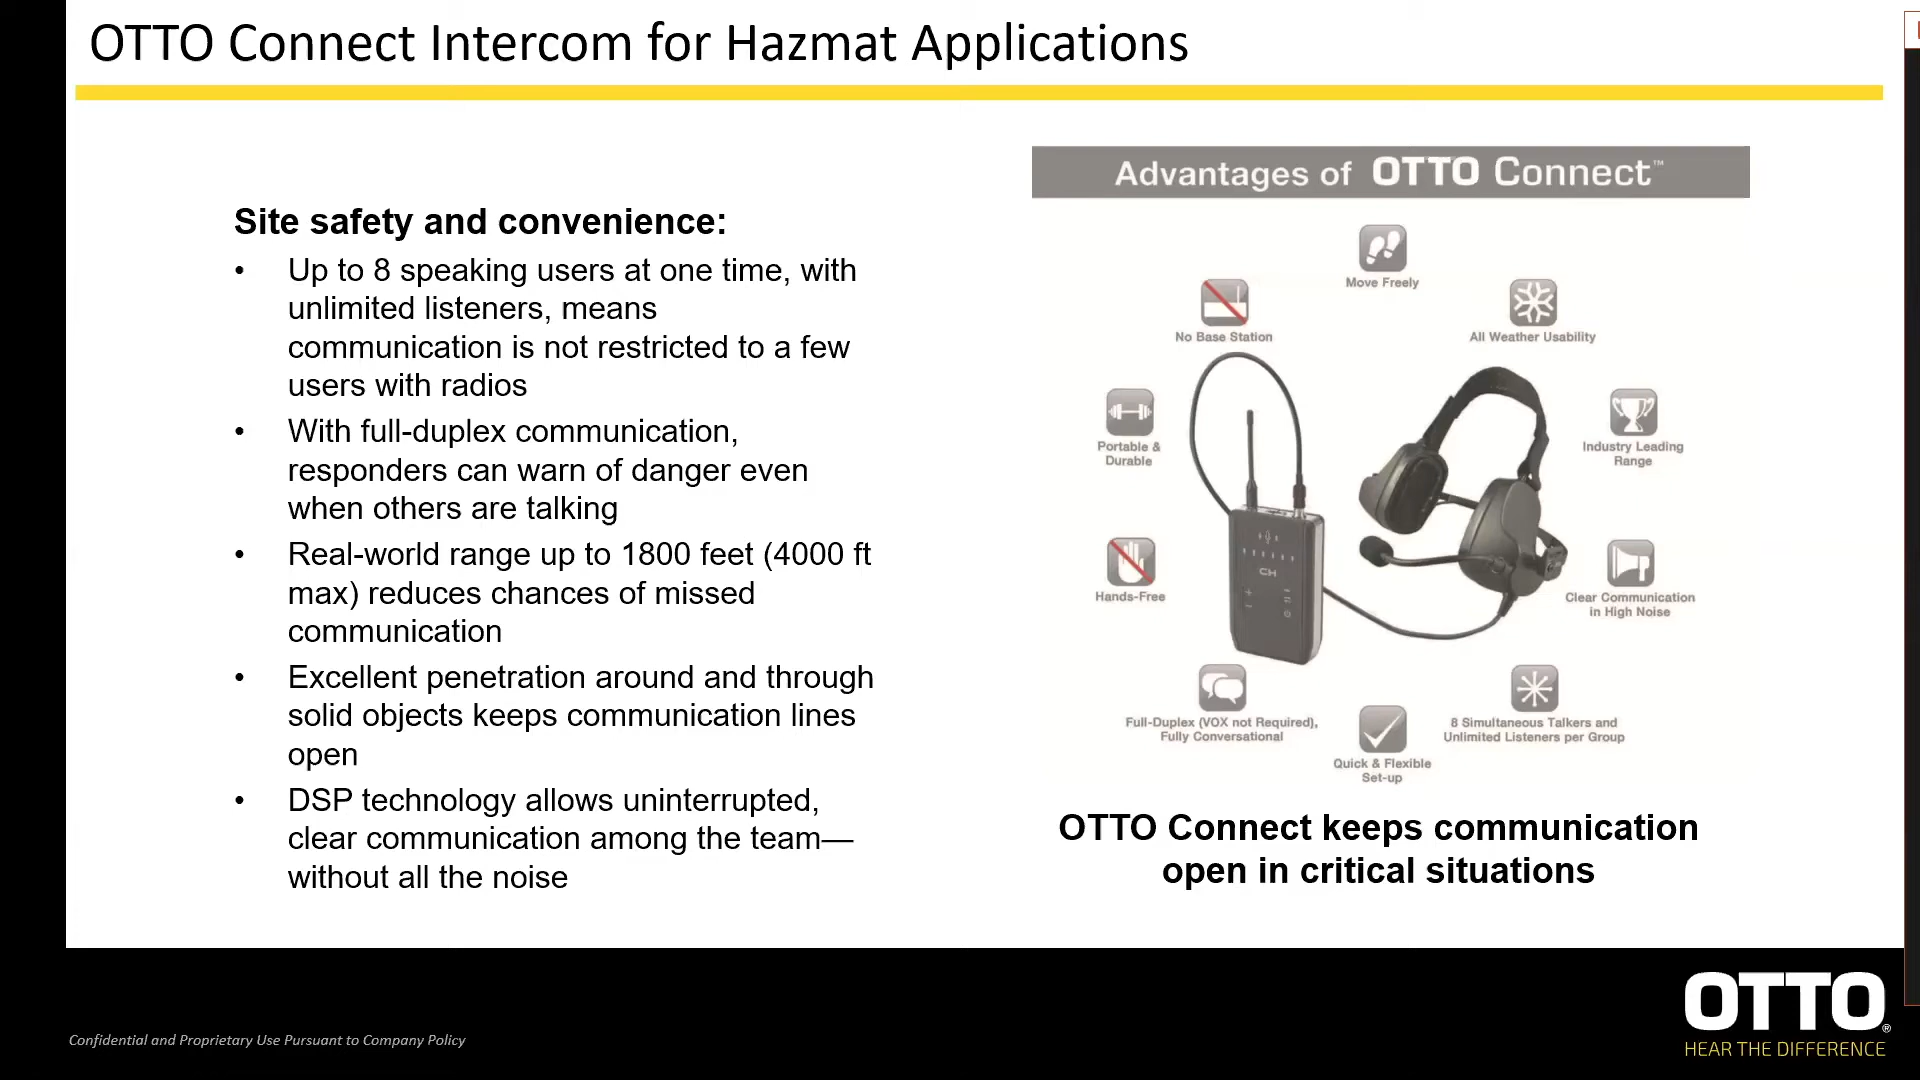 OTTO Connect Intercom for Hazmat Applications
Site safety and convenience:
• Up to 8 speaking users at one time, with
unlimited listeners, means
communication is not restricted to a few
users with radios
• With full-duplex communication,
responders can warn of danger even
when others are talking
• Real-world range up to 1800 feet (4000 ft
max) reduces chances of missed
communication
• Excellent penetration around and through
solid objects keeps communication lines
open
• DSP technology allows uninterrupted,
clear communication among the team—
without all the noise
Advantages of OTTO Connect™
Move Freely
No Base Station
All Weather Usability
Portable &
Durable
Industry Leading
Range
Hands-Free
CH
Clear Communication
in High Noise
Full-Duplex (VOX not Required),
Fully Conversational
8 Simultaneous Talkers and
Unlimited Listeners per Group
Quick & Flexible
Set-up
OTTO Connect keeps communication
open in critical situations
Confidential and Proprietary Use Pursuant to Company Policy
OTTO®
HEAR THE DIFFERENCE